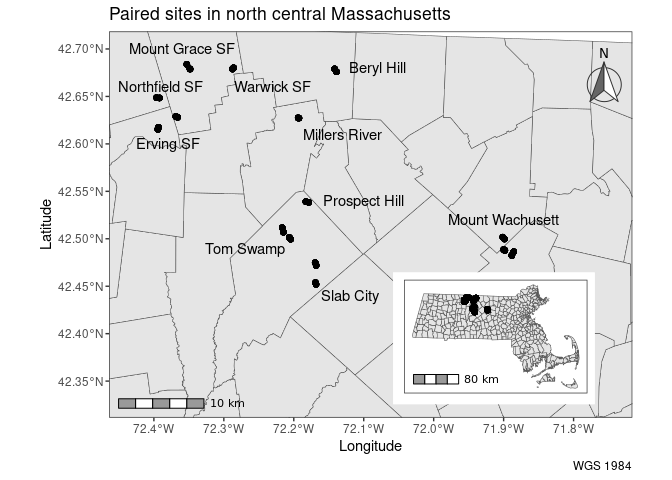 Paired sites in north central Massachusetts
42.70°N
42.65°N
42.60°N
42.55°N
42.50°N
42.45°N
42.40°N
42.35°N
Latitude
Mount Grace SF
Northfield SF
Warwick SF
Beryl Hill
N
Erving SF
Millers River
Prospect Hill
Mount Wachusett
Tom Swamp
Slab City
80 km
10 km
72.4°W 72.3°W 72.2°W 72.1°W 72.0°W 71.9°W 71.8°W
Longitude
WGS 1984